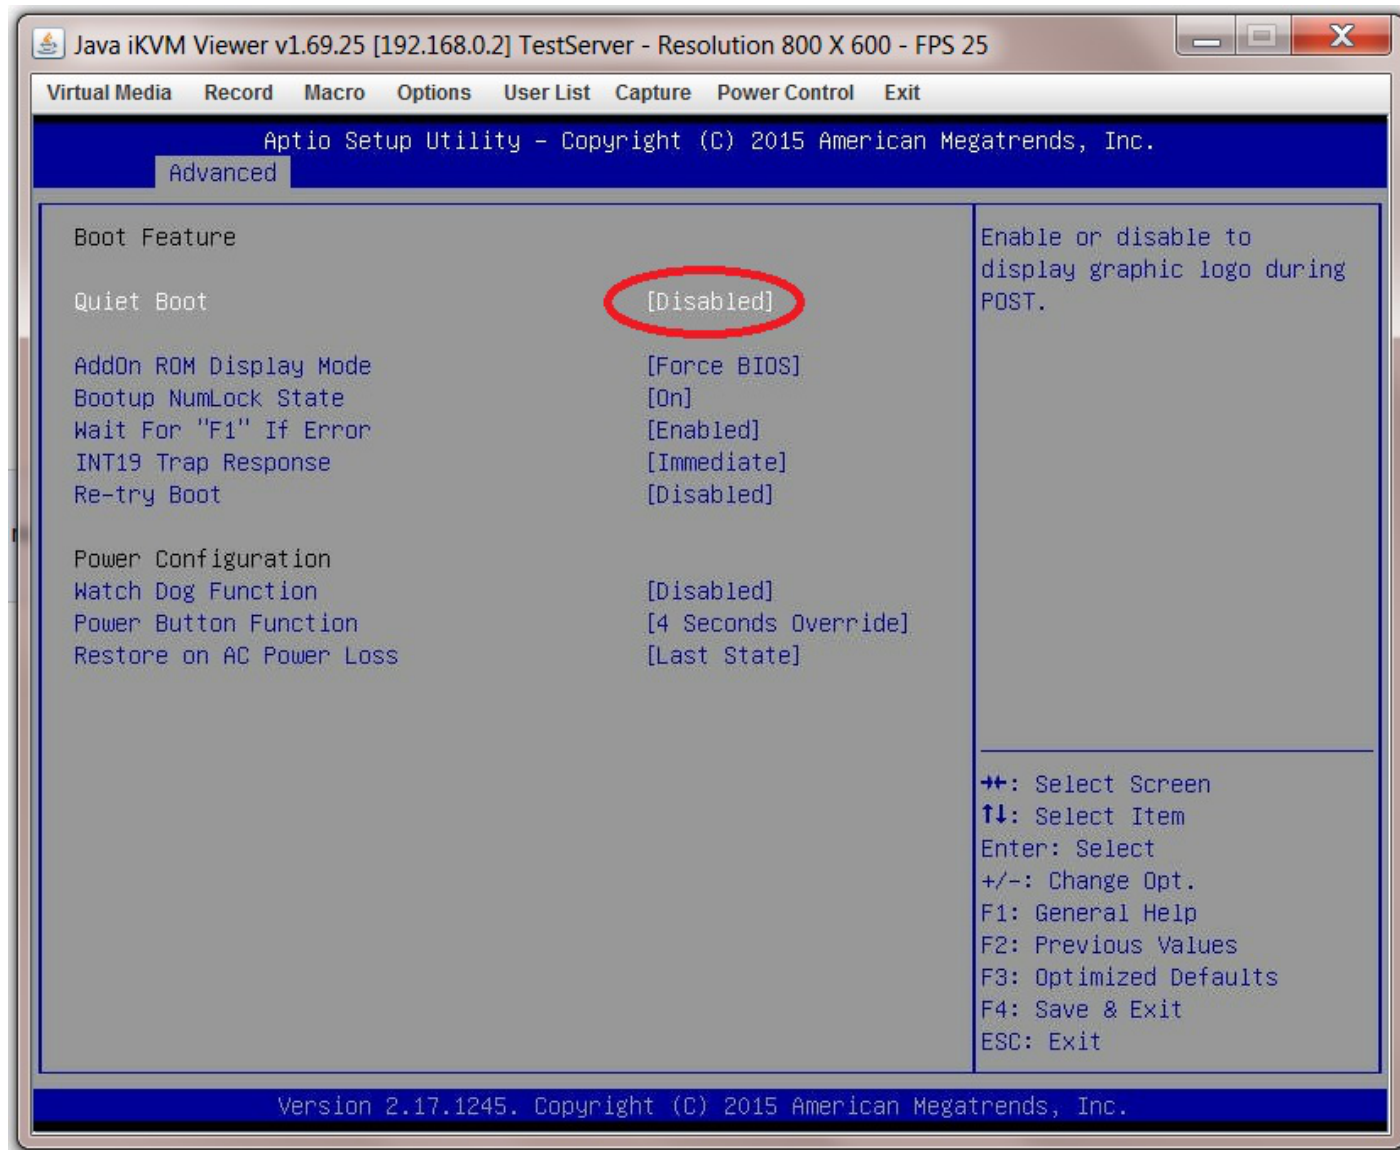 Java iKVM Viewer v1.69.25 [192.168.0.2] TestServer - Resolution 800 X 600 - FPS 25
Virtual Media Record Macro Options User List Capture Power Control Exit
Aptio Setup Utility – Copyright (C) 2015 American Megatrends, Inc.
Advanced
Boot Feature
Quiet Boot [Disabled]
AddOn ROM Display Mode [Force BIOS]
Bootup NumLock State [On]
Wait For "F1" If Error [Enabled]
INT19 Trap Response [Immediate]
Re-try Boot [Disabled]
Power Configuration
Watch Dog Function [Disabled]
Power Button Function [4 Seconds Override]
Restore on AC Power Loss [Last State]
Enable or disable to
display graphic logo during
POST.
→←: Select Screen
↑↓: Select Item
Enter: Select
+/-: Change Opt.
F1: General Help
F2: Previous Values
F3: Optimized Defaults
F4: Save & Exit
ESC: Exit
Version 2.17.1245. Copyright (C) 2015 American Megatrends, Inc.